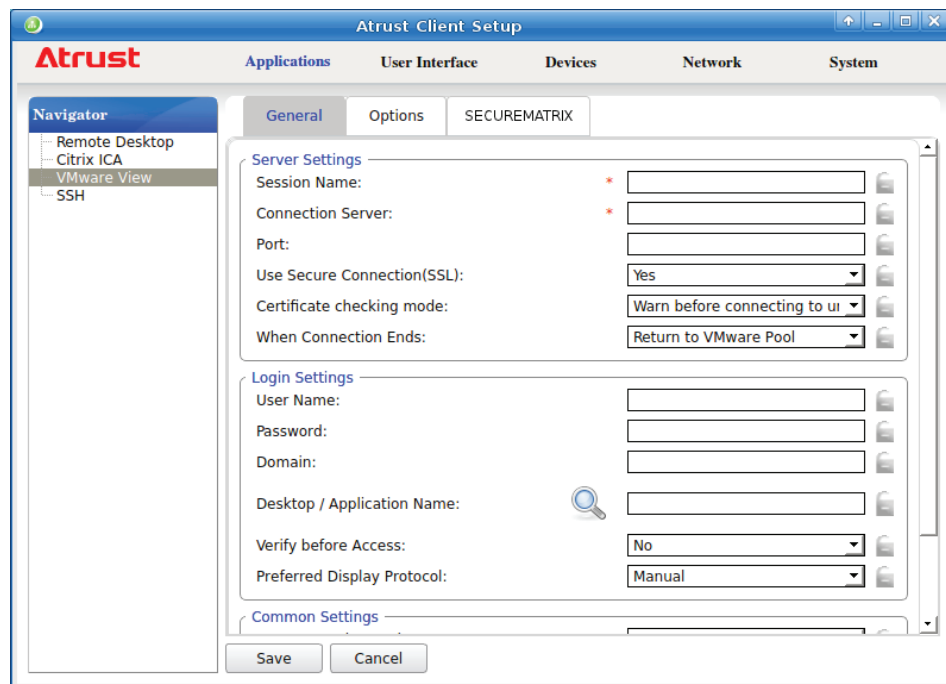 Atrust Client Setup
Atrust
Applications User Interface Devices Network System
Navigator
Remote Desktop
Citrix ICA
VMware View
SSH
General Options SECUREMATRIX
Server Settings
Session Name: *
Connection Server: *
Port:
Use Secure Connection(SSL): Yes
Certificate checking mode: Warn before connecting to
When Connection Ends: Return to VMware Pool
Login Settings
User Name:
Password:
Domain:
Desktop / Application Name:
Verify before Access: No
Preferred Display Protocol: Manual
Common Settings
Save Cancel